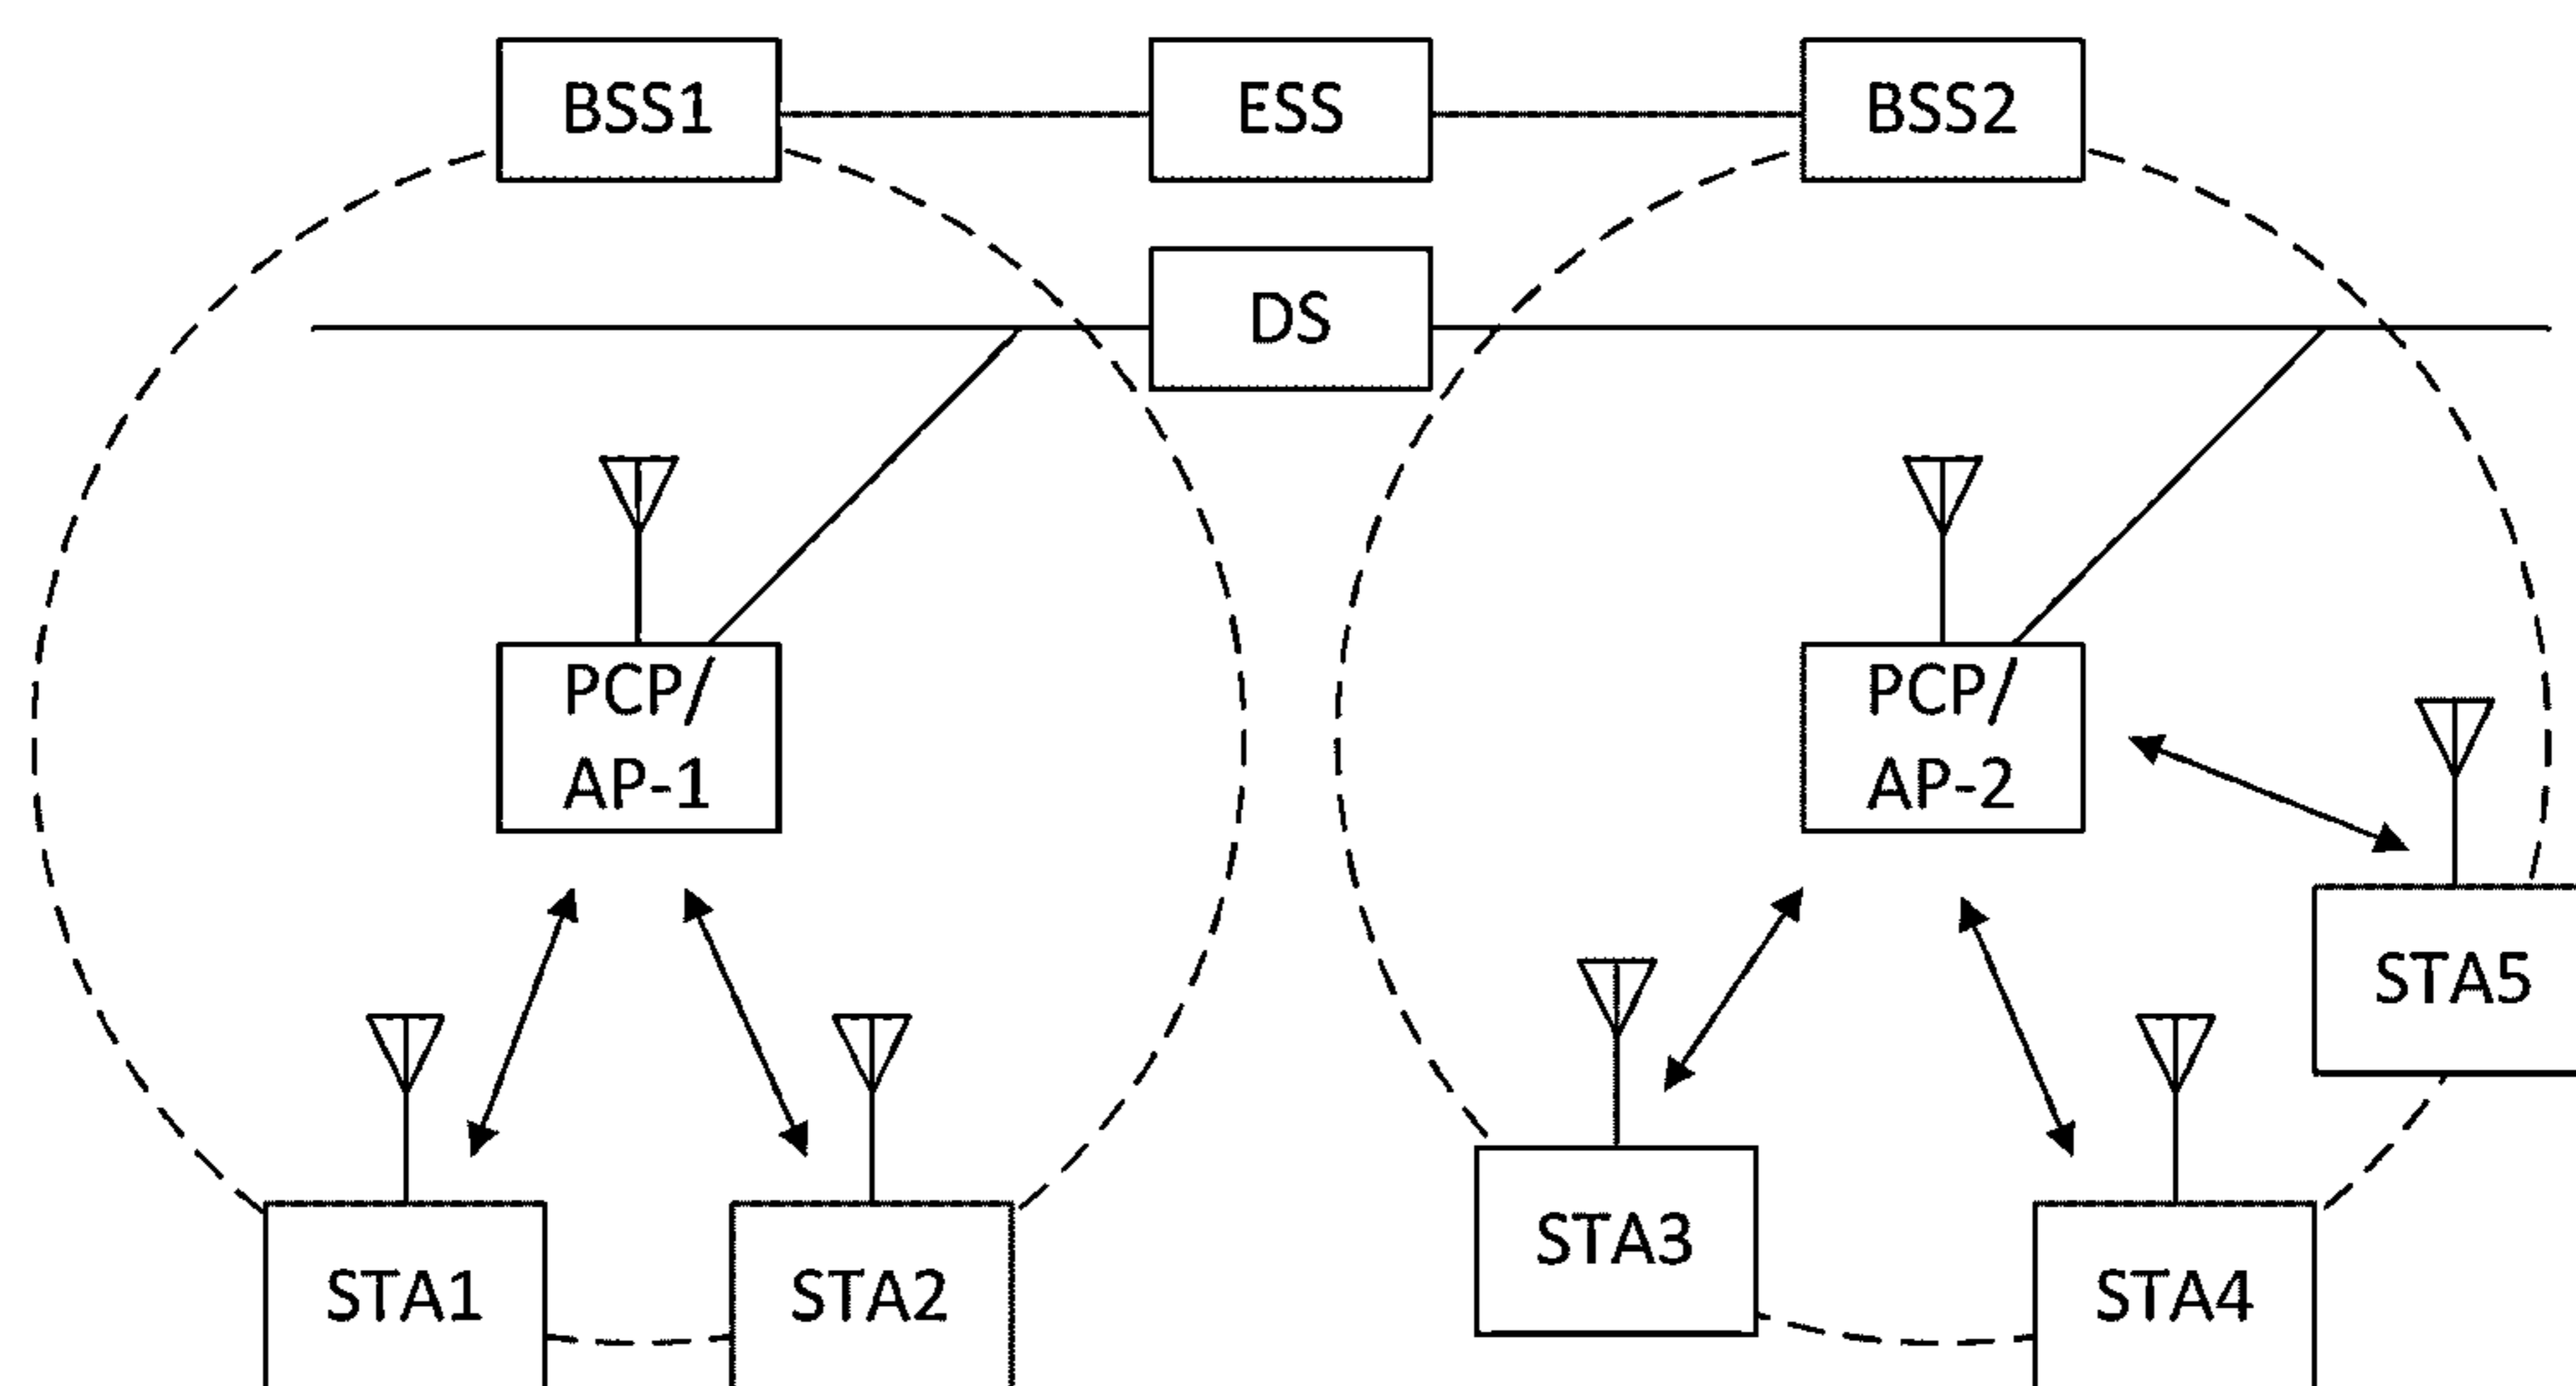 BSS1
ESS
BSS2
DS
PCP/
AP-1
PCP/
AP-2
STA5
STA3
STA1
STA2
STA4